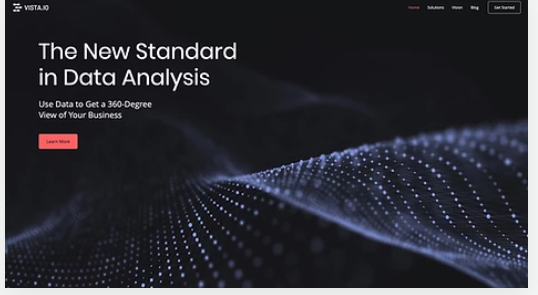 VISTA.IO
Home Solutions Vision Blog Get Started
The New Standard
in Data Analysis
Use Data to Get a 360-Degree
View of Your Business
Learn More